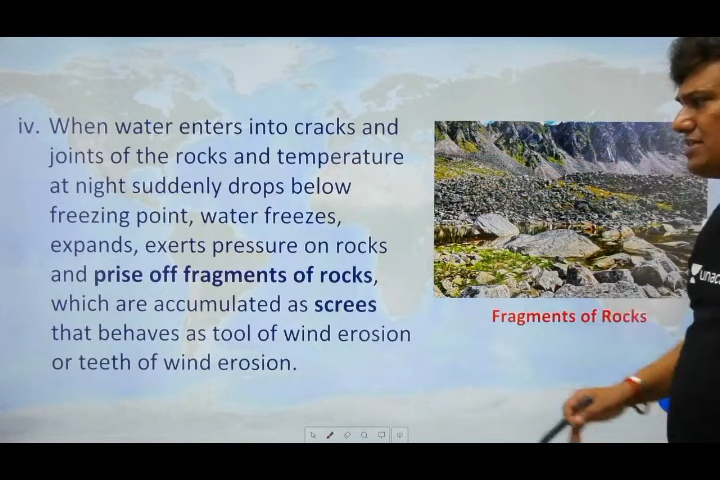 iv. When water enters into cracks and
joints of the rocks and temperature
at night suddenly drops below
freezing point, water freezes,
expands, exerts pressure on rocks
and prise off fragments of rocks,
which are accumulated as screes
that behaves as tool of wind erosion
or teeth of wind erosion.
Fragments of Rocks